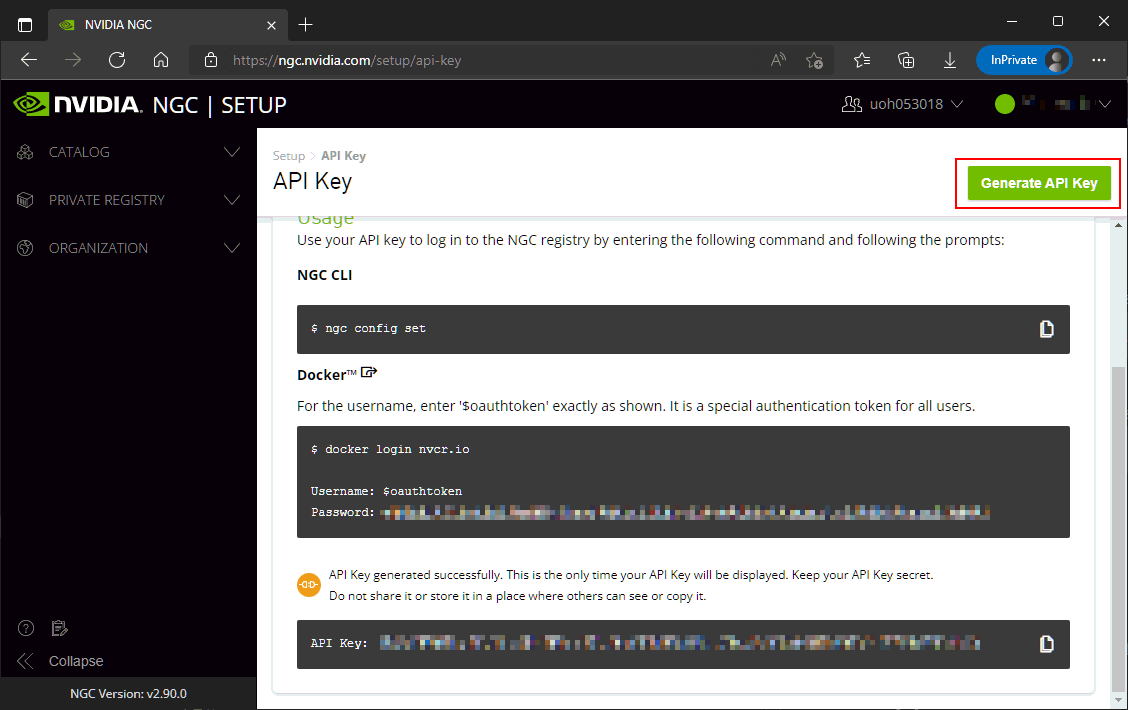 NVIDIA NGC
https://ngc.nvidia.com/setup/api-key
InPrivate
NVIDIA. NGC | SETUP
uoh053018
CATALOG
PRIVATE REGISTRY
ORGANIZATION
Setup > API Key
API Key
Generate API Key
Usage
Use your API key to log in to the NGC registry by entering the following command and following the prompts:
NGC CLI
$ ngc config set
Docker™
For the username, enter '$oauthtoken' exactly as shown. It is a special authentication token for all users.
$ docker login nvcr.io
Username: $oauthtoken
Password:
API Key generated successfully. This is the only time your API Key will be displayed. Keep your API Key secret.
Do not share it or store it in a place where others can see or copy it.
API Key:
Collapse
NGC Version: v2.90.0